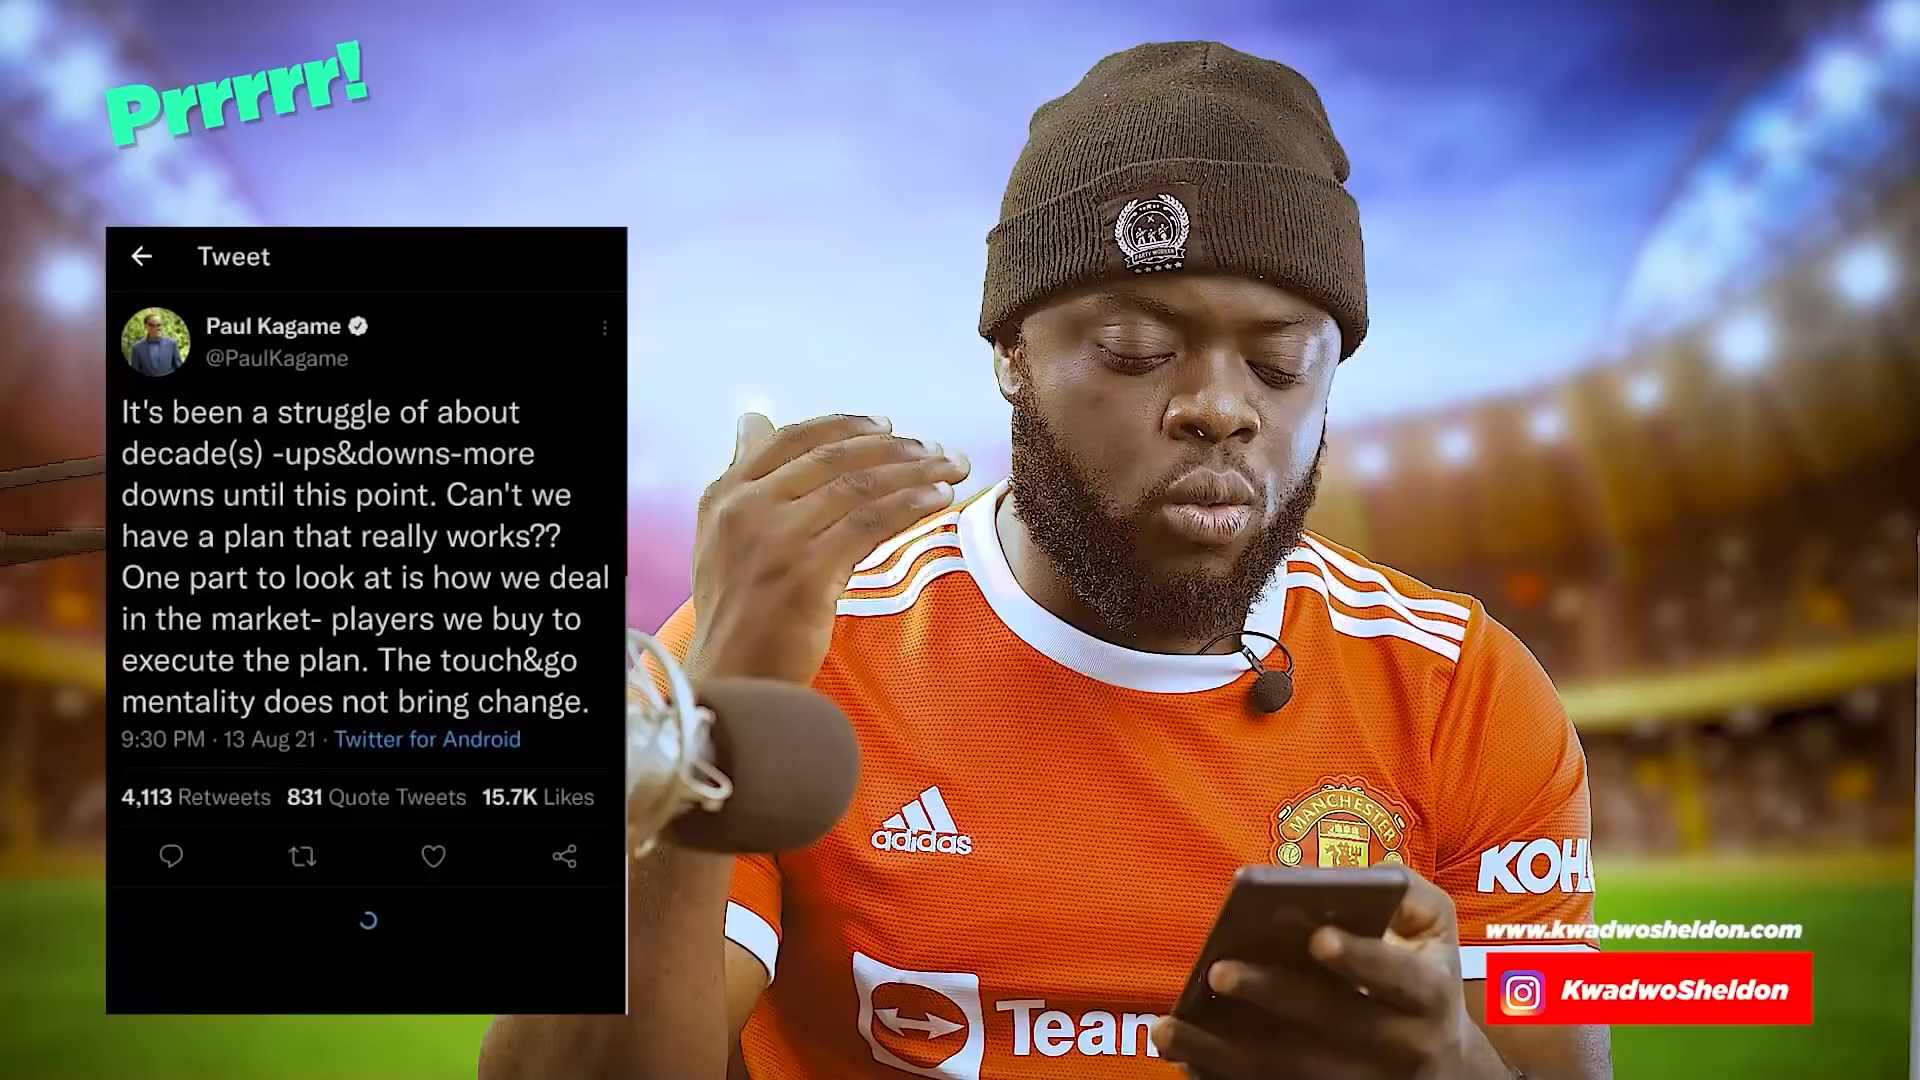 Prrrrr!
Tweet
Paul Kagame
@PaulKagame
It's been a struggle of about
decade(s) -ups&downs-more
downs until this point. Can't we
have a plan that really works??
One part to look at is how we deal
in the market- players we buy to
execute the plan. The touch&go
mentality does not bring change.
9:30 PM · 13 Aug 21 · Twitter for Android
4,113 Retweets 831 Quote Tweets 15.7K Likes
PARTY WORKER
adidas
MANCHESTER
KOHL
Team
www.kwadwosheldon.com
KwadwoSheldon